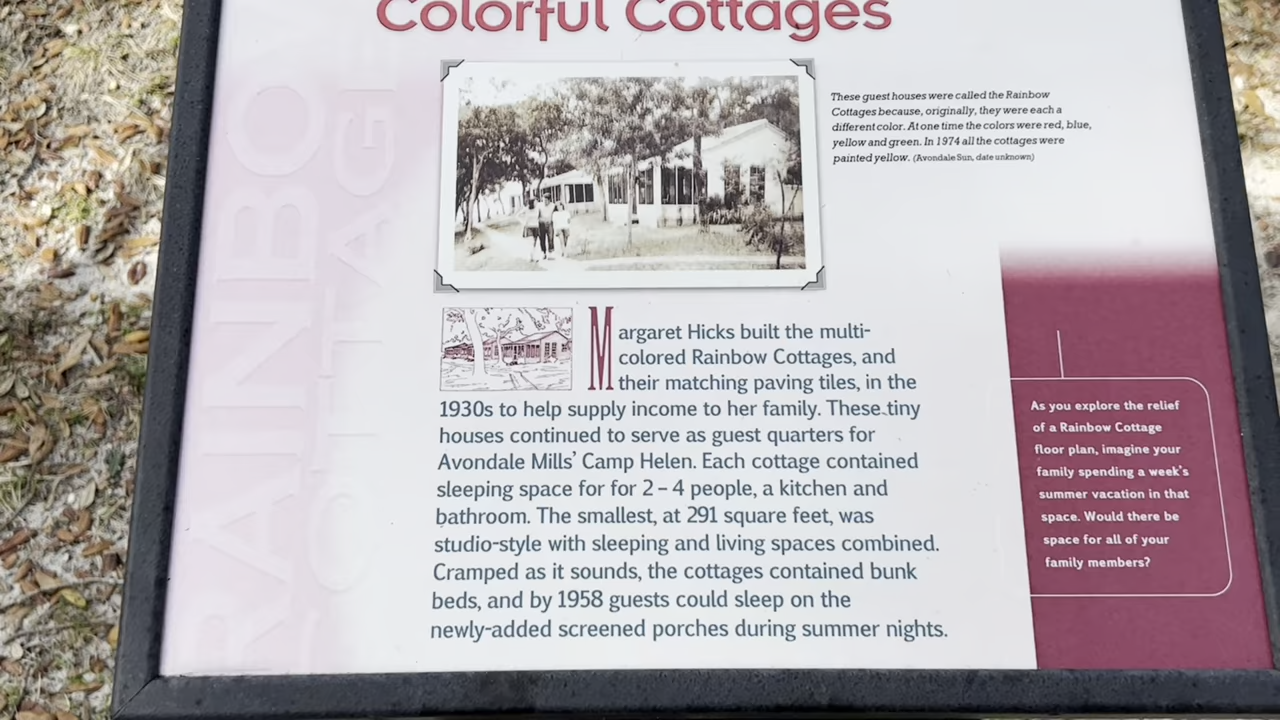 Colorful Cottages
These guest houses were called the Rainbow
Cottages because, originally, they were each a
different color. At one time the colors were red, blue,
yellow and green. In 1974 all the cottages were
painted yellow. (Avondale Sun, date unknown)
RAINBOW
COTTAGES
Margaret Hicks built the multi-
colored Rainbow Cottages, and
their matching paving tiles, in the
1930s to help supply income to her family. These tiny
houses continued to serve as guest quarters for
Avondale Mills' Camp Helen. Each cottage contained
sleeping space for for 2 – 4 people, a kitchen and
bathroom. The smallest, at 291 square feet, was
studio-style with sleeping and living spaces combined.
Cramped as it sounds, the cottages contained bunk
beds, and by 1958 guests could sleep on the
newly-added screened porches during summer nights.
As you explore the relief
of a Rainbow Cottage
floor plan, imagine your
family spending a week's
summer vacation in that
space. Would there be
space for all of your
family members?